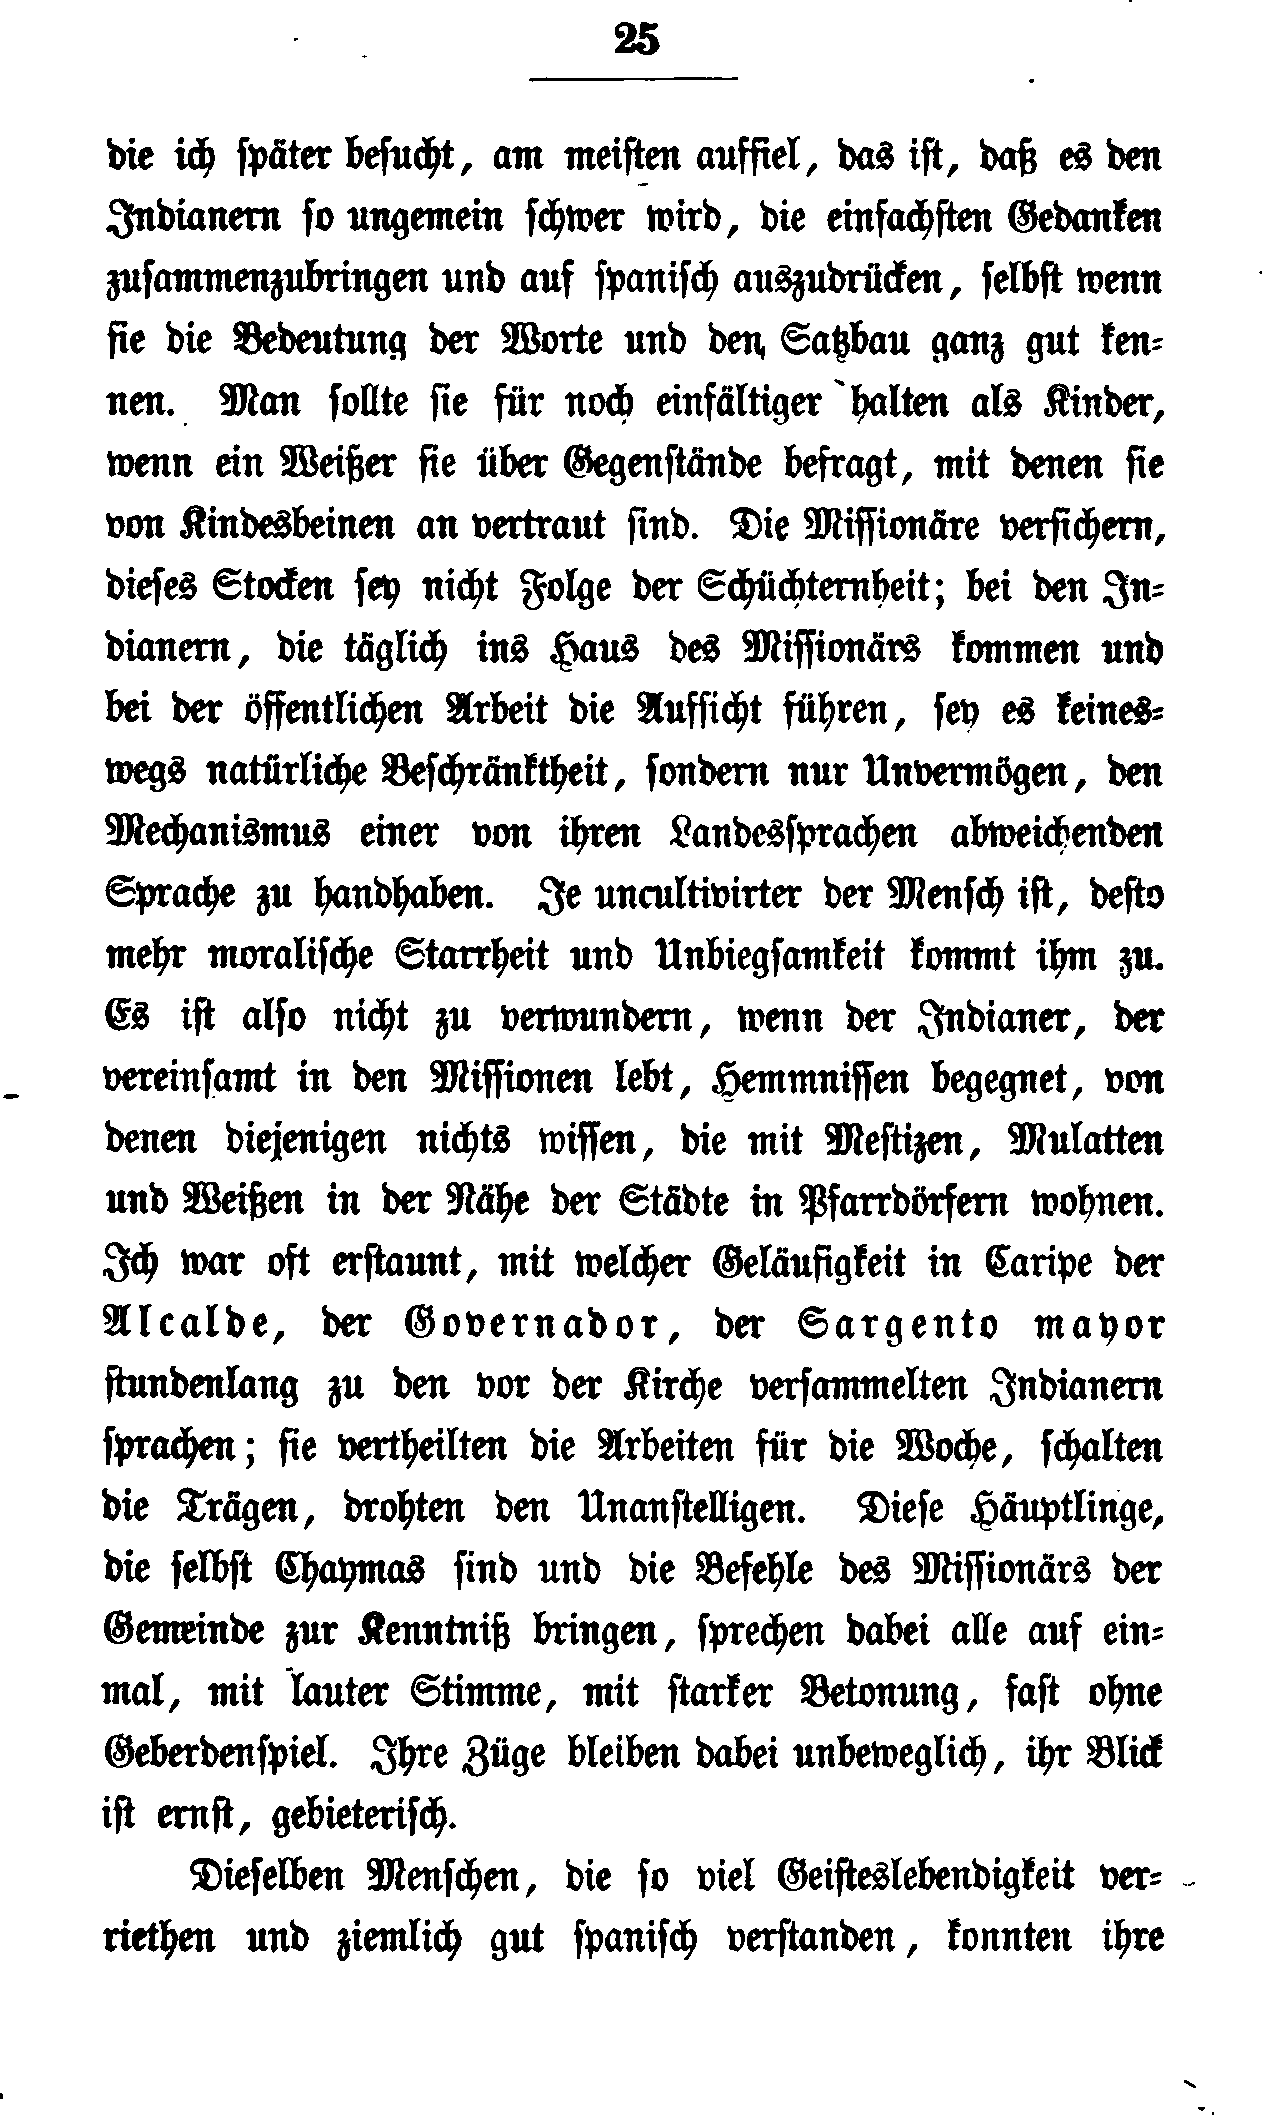 25
die ich ſpäter beſucht, am meiſten auffiel, das iſt, daß es den
Indianern ſo ungemein ſchwer wird, die einfachſten Gedanken
zuſammenzubringen und auf ſpaniſch auszudrücken, ſelbſt wenn
ſie die Bedeutung der Worte und den Satzbau ganz gut ken⸗
nen. Man ſollte ſie für noch einfältiger halten als Kinder,
wenn ein Weißer ſie über Gegenſtände befragt, mit denen ſie
von Kindesbeinen an vertraut ſind. Die Miſſionäre verſichern,
dieſes Stocken ſey nicht Folge der Schüchternheit; bei den In⸗
dianern, die täglich ins Haus des Miſſionärs kommen und
bei der öffentlichen Arbeit die Aufſicht führen, ſey es keines⸗
wegs natürliche Beſchränktheit, ſondern nur Unvermögen, den
Mechanismus einer von ihren Landesſprachen abweichenden
Sprache zu handhaben. Je uncultivirter der Menſch iſt, deſto
mehr moraliſche Starrheit und Unbiegſamkeit kommt ihm zu.
Es iſt alſo nicht zu verwundern, wenn der Indianer, der
vereinſamt in den Miſſionen lebt, Hemmniſſen begegnet, von
denen diejenigen nichts wiſſen, die mit Meſtizen, Mulatten
und Weißen in der Nähe der Städte in Pfarrdörfern wohnen.
Ich war oft erſtaunt, mit welcher Geläufigkeit in Caripe der
Alcalde, der Governador, der Sargento mayor
ſtundenlang zu den vor der Kirche verſammelten Indianern
ſprachen; ſie vertheilten die Arbeiten für die Woche, ſchalten
die Trägen, drohten den Unanſtelligen. Dieſe Häuptlinge,
die ſelbſt Chaymas ſind und die Befehle des Miſſionärs der
Gemeinde zur Kenntniß bringen, ſprechen dabei alle auf ein⸗
mal, mit lauter Stimme, mit ſtarker Betonung, faſt ohne
Geberdenſpiel. Ihre Züge bleiben dabei unbeweglich, ihr Blick
iſt ernſt, gebieteriſch.
Dieſelben Menſchen, die ſo viel Geiſteslebendigkeit ver⸗
riethen und ziemlich gut ſpaniſch verſtanden, konnten ihre